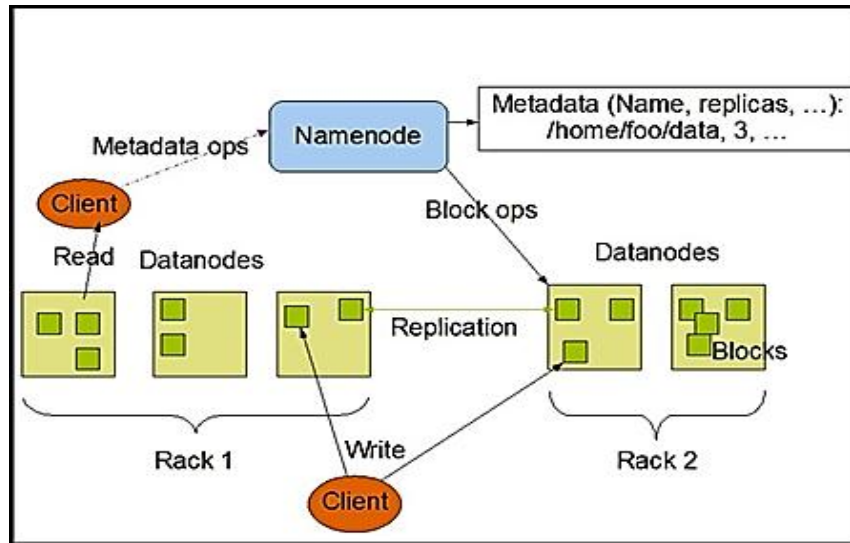 Metadata (Name, replicas, …):
/home/foo/data, 3, …
Namenode
Metadata ops
Client
Block ops
Read
Datanodes
Datanodes
Replication
Blocks
Rack 1
Write
Rack 2
Client